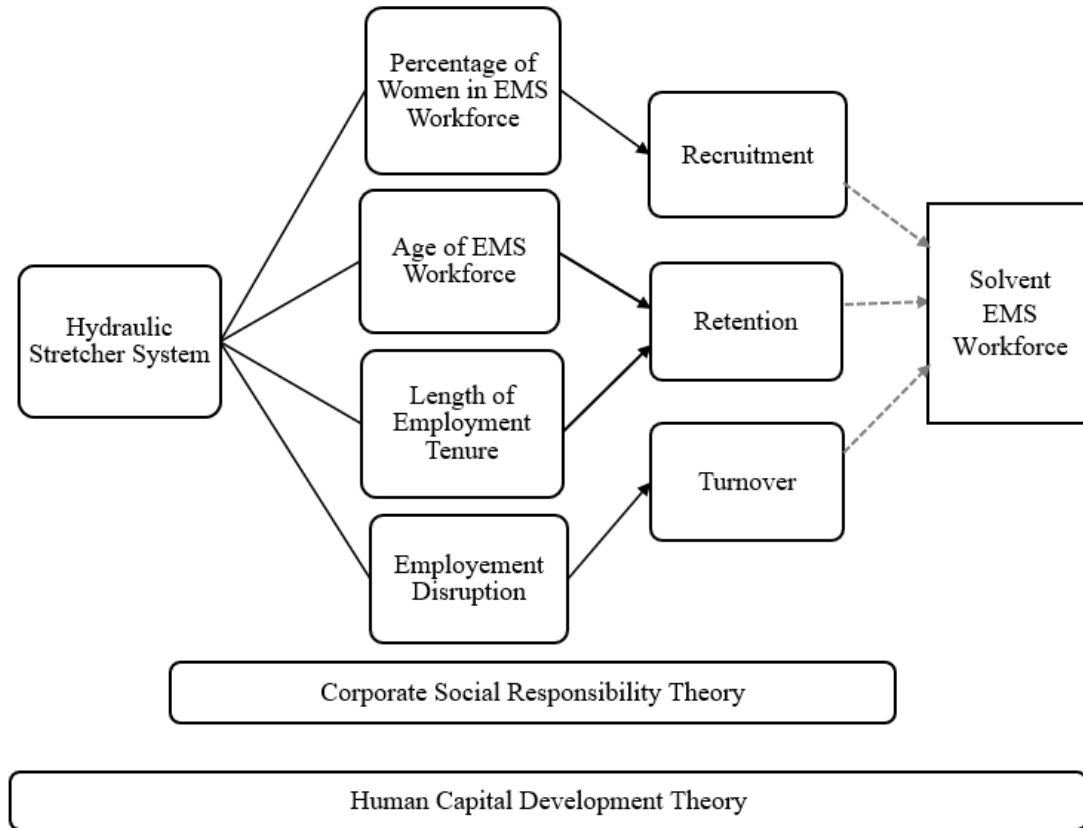 Hydraulic
Stretcher System
Percentage of
Women in EMS
Workforce
Age of EMS
Workforce
Length of
Employment
Tenure
Employement
Disruption
Recruitment
Retention
Turnover
Solvent
EMS
Workforce
Corporate Social Responsibility Theory
Human Capital Development Theory